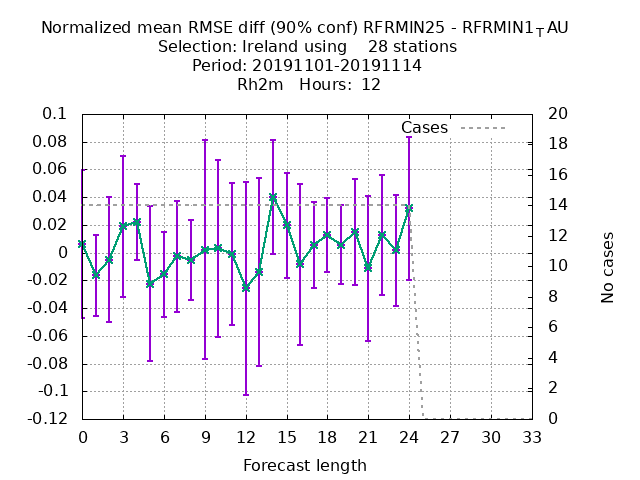 Normalized mean RMSE diff (90% conf) RFRMIN25 - RFRMIN1TAU
Selection: Ireland using    28 stations
Period: 20191101-20191114
Rh2m   Hours:  12
Cases
0.1
0.08
0.06
0.04
0.02
0
-0.02
-0.04
-0.06
-0.08
-0.1
-0.12
20
18
16
14
12
10
8
6
4
2
0
No cases
0 3 6 9 12 15 18 21 24 27 30 33
Forecast length